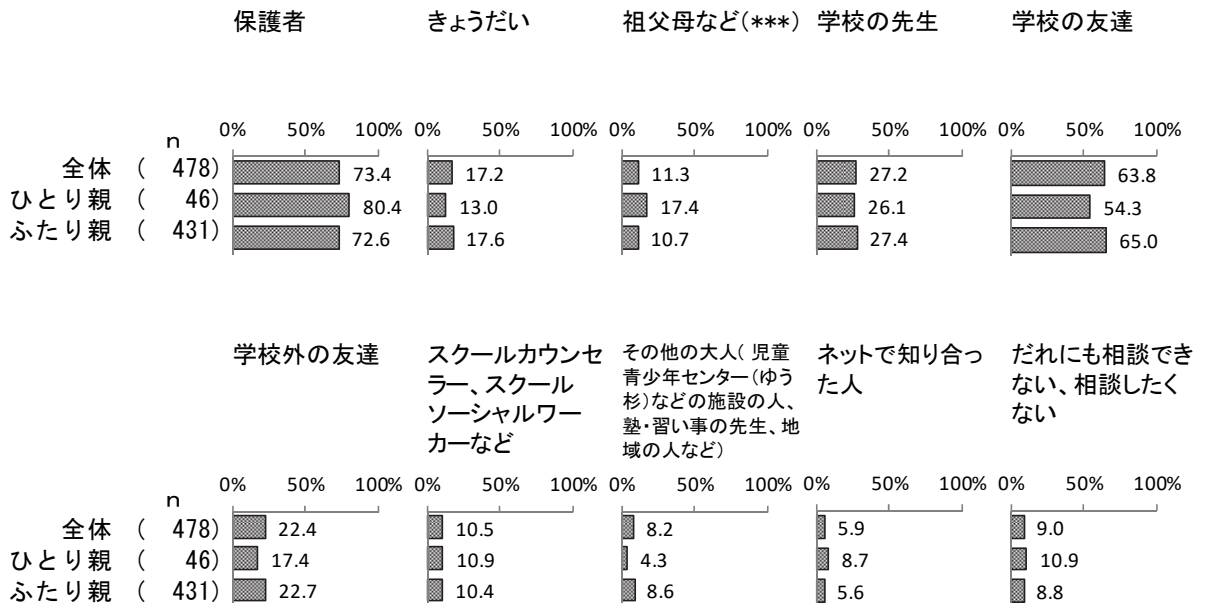 保護者 きょうだい 祖父母など(***) 学校の先生 学校の友達
n 0% 50% 100% 0% 50% 100% 0% 50% 100% 0% 50% 100% 0% 50% 100%
全体 ( 478) 73.4 17.2 11.3 27.2 63.8
ひとり親 ( 46) 80.4 13.0 17.4 26.1 54.3
ふたり親 ( 431) 72.6 17.6 10.7 27.4 65.0
学校外の友達
スクールカウンセ
ラー、スクール
ソーシャルワー
カーなど
その他の大人( 児童
青少年センター(ゆう
杉)などの施設の人、
塾・習い事の先生、地
域の人など)
ネットで知り合っ
た人
だれにも相談でき
ない、相談したく
ない
n 0% 50% 100% 0% 50% 100% 0% 50% 100% 0% 50% 100% 0% 50% 100%
全体 ( 478) 22.4 10.5 8.2 5.9 9.0
ひとり親 ( 46) 17.4 10.9 4.3 8.7 10.9
ふたり親 ( 431) 22.7 10.4 8.6 5.6 8.8